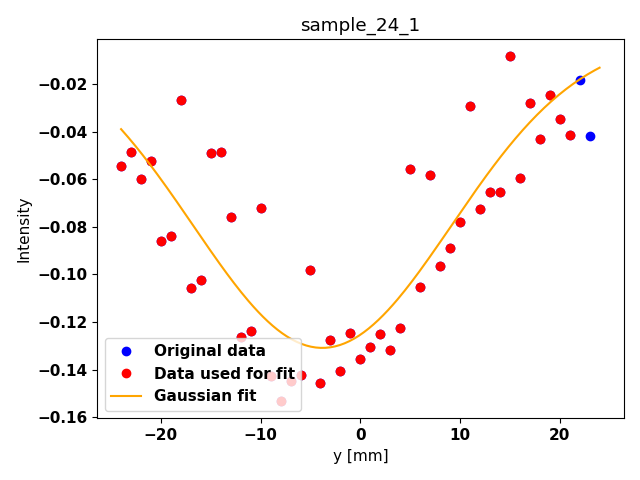 sample_24_1
−0.02
−0.04
−0.06
−0.08
−0.10
−0.12
−0.14
−0.16
Intensity
Original data
Data used for fit
Gaussian fit
−20
−10
0
10
20
y [mm]